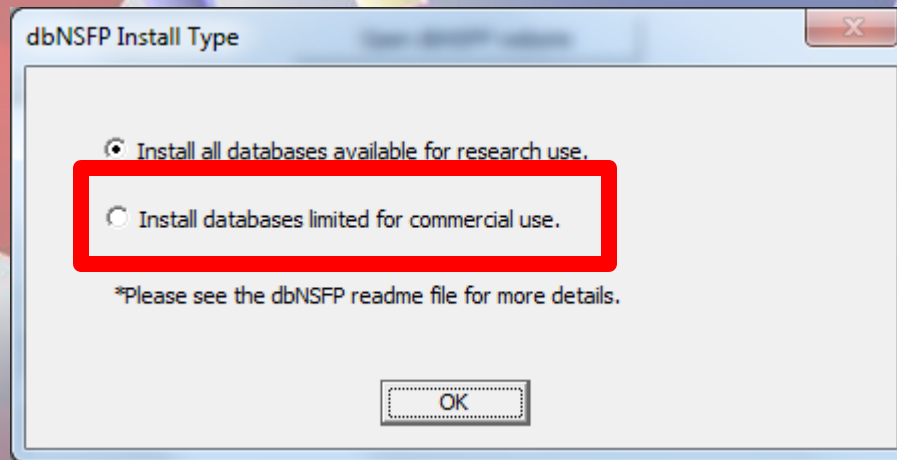 dbNSFP Install Type
Install all databases available for research use.
Install databases limited for commercial use.
*Please see the dbNSFP readme file for more details.
OK